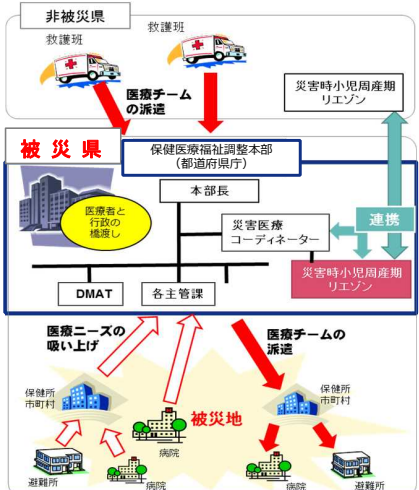 非被災県
救護班
救護班
医療チーム
の派遣
災害時小児周産期
リエゾン
被災県
保健医療福祉調整本部
(都道府県庁)
本部長
医療者と
行政の
橋渡し
災害医療
コーディネーター
連携
災害時小児周産期
リエゾン
DMAT
各主管課
医療ニーズの
吸い上げ
医療チームの
派遣
保健所
市町村
被災地
保健所
市町村
病院
避難所
病院
病院
避難所